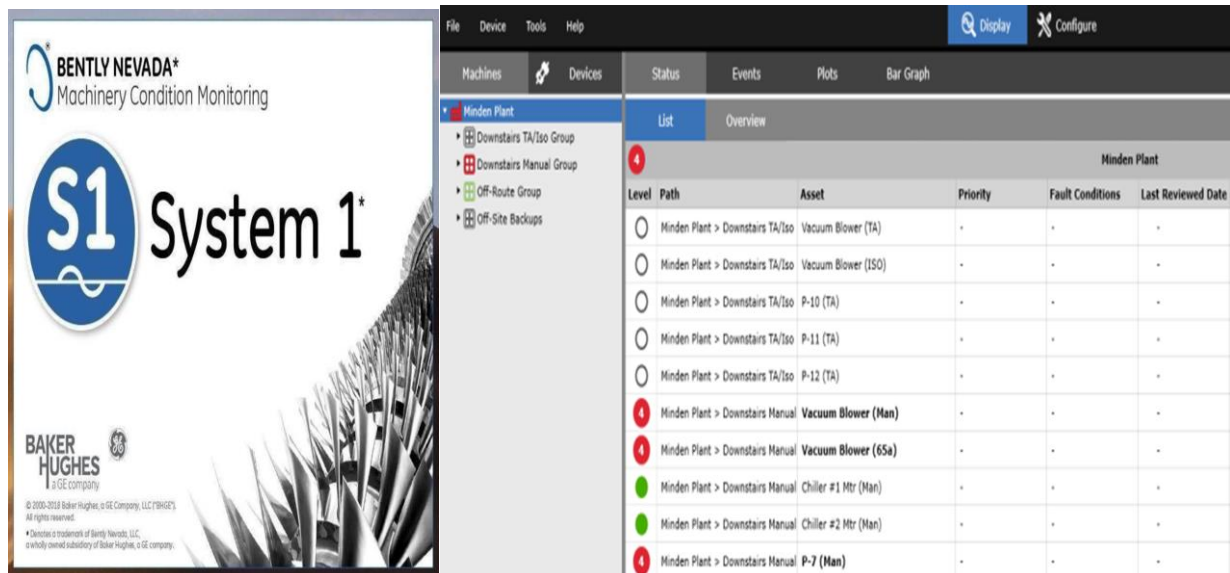 BENTLY NEVADA*
Machinery Condition Monitoring
S1
System 1*
BAKER
HUGHES
a GE company
© 2000-2018 Baker Hughes, a GE Company, LLC ("BHGE").
All rights reserved.
* Denotes a trademark of Bently Nevada, LLC,
a wholly owned subsidiary of Baker Hughes, a GE company.
File Device Tools Help Display Configure
Machines Devices Status Events Plots Bar Graph
Minden Plant List Overview
Downstairs TA/Iso Group
Downstairs Manual Group
Off-Route Group
Off-Site Backups
4 Minden Plant
Level Path Asset Priority Fault Conditions Last Reviewed Date
Minden Plant > Downstairs TA/Iso Vacuum Blower (TA) - - -
Minden Plant > Downstairs TA/Iso Vacuum Blower (ISO) - - -
Minden Plant > Downstairs TA/Iso P-10 (TA) - - -
Minden Plant > Downstairs TA/Iso P-11 (TA) - - -
Minden Plant > Downstairs TA/Iso P-12 (TA) - - -
4 Minden Plant > Downstairs Manual Vacuum Blower (Man) - - -
4 Minden Plant > Downstairs Manual Vacuum Blower (65a) - - -
Minden Plant > Downstairs Manual Chiller #1 Mtr (Man) - - -
Minden Plant > Downstairs Manual Chiller #2 Mtr (Man) - - -
4 Minden Plant > Downstairs Manual P-7 (Man) - - -